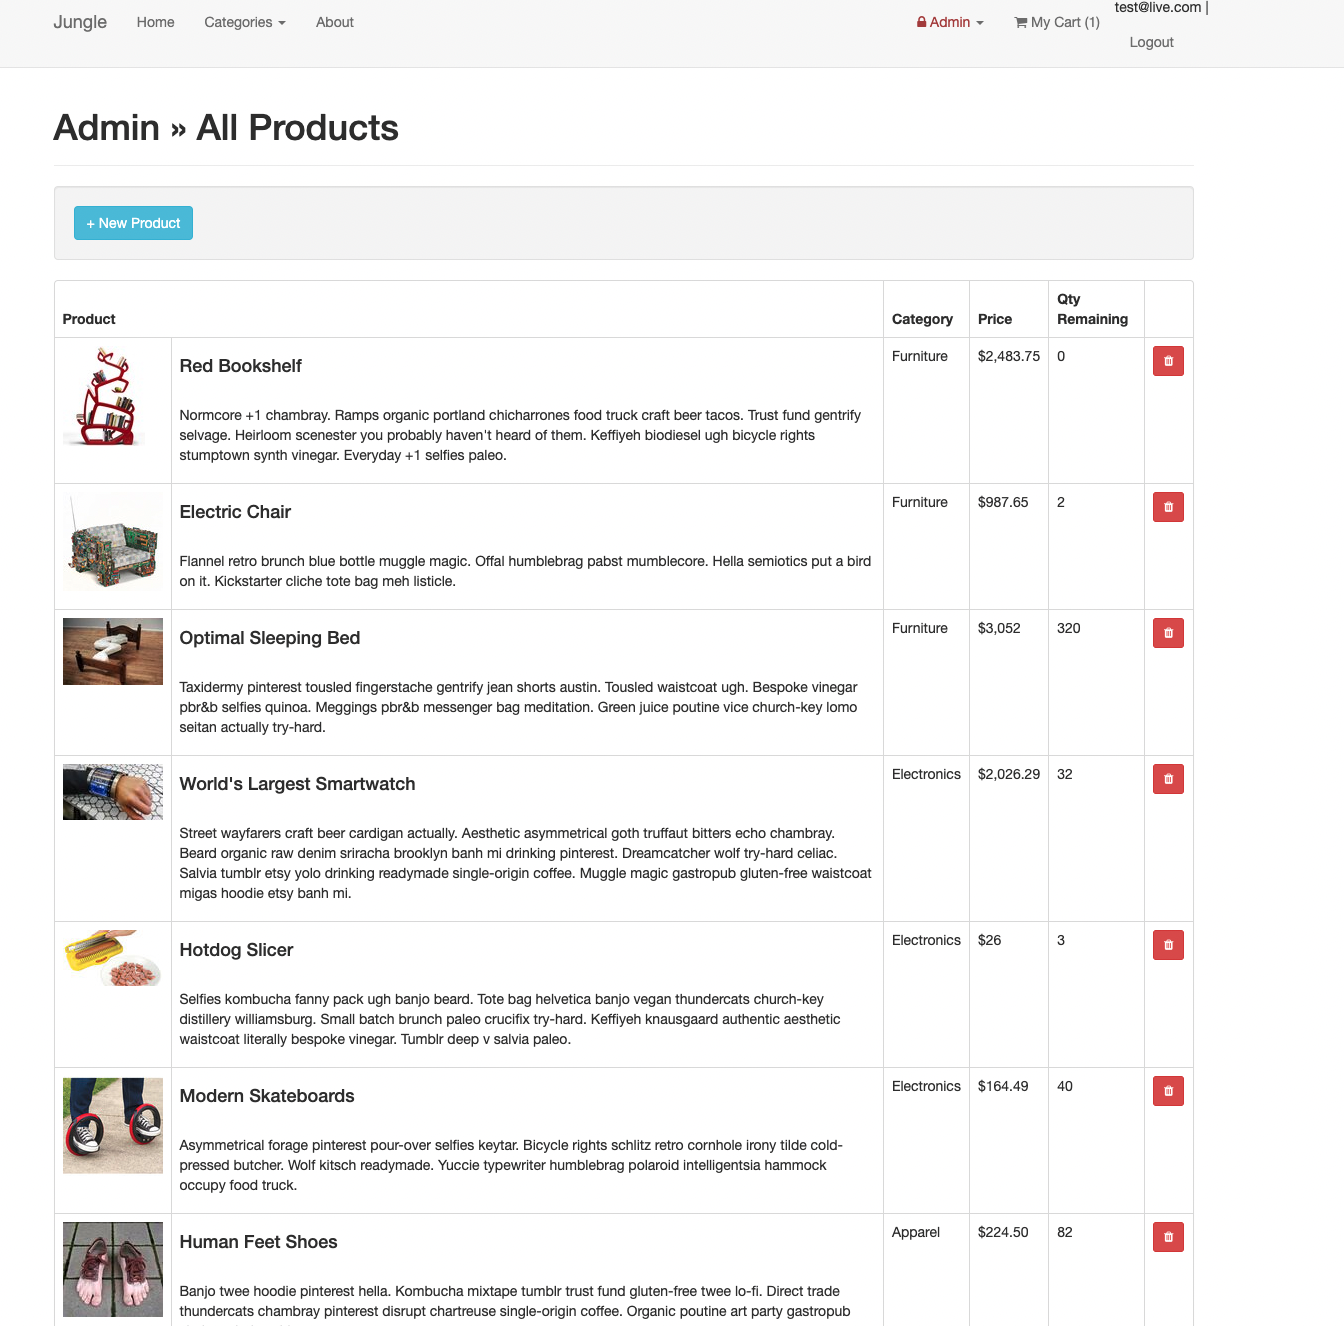 Jungle Home Categories About Admin My Cart (1) test@live.com |
Logout
Admin » All Products
+ New Product
Product Category Price Qty Remaining
Red Bookshelf Furniture $2,483.75 0
Normcore +1 chambray. Ramps organic portland chicharrones food truck craft beer tacos. Trust fund gentrify
selvage. Heirloom scenester you probably haven't heard of them. Keffiyeh biodiesel ugh bicycle rights
stumptown synth vinegar. Everyday +1 selfies paleo.
Electric Chair Furniture $987.65 2
Flannel retro brunch blue bottle muggle magic. Offal humblebrag pabst mumblecore. Hella semiotics put a bird
on it. Kickstarter cliche tote bag meh listicle.
Optimal Sleeping Bed Furniture $3,052 320
Taxidermy pinterest tousled fingerstache gentrify jean shorts austin. Tousled waistcoat ugh. Bespoke vinegar
pbr&b selfies quinoa. Meggings pbr&b messenger bag meditation. Green juice poutine vice church-key lomo
seitan actually try-hard.
World's Largest Smartwatch Electronics $2,026.29 32
Street wayfarers craft beer cardigan actually. Aesthetic asymmetrical goth truffaut bitters echo chambray.
Beard organic raw denim sriracha brooklyn banh mi drinking pinterest. Dreamcatcher wolf try-hard celiac.
Salvia tumblr etsy yolo drinking readymade single-origin coffee. Muggle magic gastropub gluten-free waistcoat
migas hoodie etsy banh mi.
Hotdog Slicer Electronics $26 3
Selfies kombucha fanny pack ugh banjo beard. Tote bag helvetica banjo vegan thundercats church-key
distillery williamsburg. Small batch brunch paleo crucifix try-hard. Keffiyeh knausgaard authentic aesthetic
waistcoat literally bespoke vinegar. Tumblr deep v salvia paleo.
Modern Skateboards Electronics $164.49 40
Asymmetrical forage pinterest pour-over selfies keytar. Bicycle rights schlitz retro cornhole irony tilde cold-
pressed butcher. Wolf kitsch readymade. Yuccie typewriter humblebrag polaroid intelligentsia hammock
occupy food truck.
Human Feet Shoes Apparel $224.50 82
Banjo twee hoodie pinterest hella. Kombucha mixtape tumblr trust fund gluten-free twee lo-fi. Direct trade
thundercats chambray pinterest disrupt chartreuse single-origin coffee. Organic poutine art party gastropub